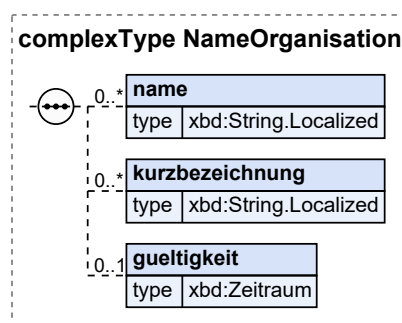 complexType NameOrganisation
0..* name
type xbd:String.Localized
0..* kurzbezeichnung
type xbd:String.Localized
0..1 gueltigkeit
type xbd:Zeitraum